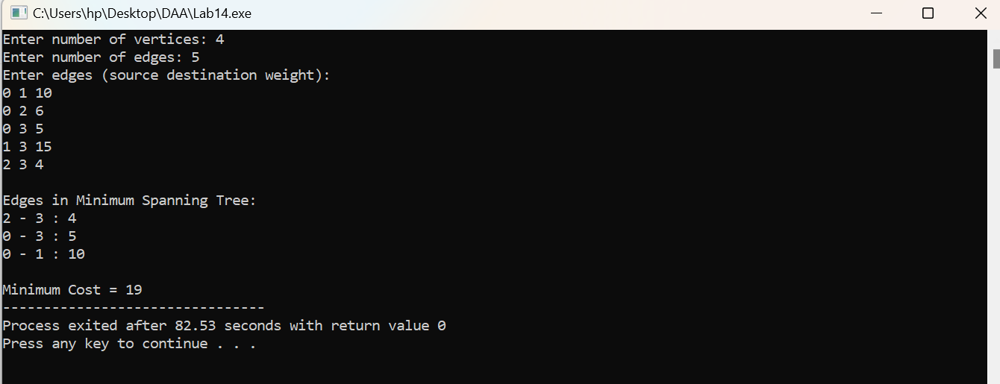 C:\Users\hp\Desktop\DAA\Lab14.exe
Enter number of vertices: 4
Enter number of edges: 5
Enter edges (source destination weight):
0 1 10
0 2 6
0 3 5
1 3 15
2 3 4
Edges in Minimum Spanning Tree:
2 - 3 : 4
0 - 3 : 5
0 - 1 : 10
Minimum Cost = 19
--------------------------------
Process exited after 82.53 seconds with return value 0
Press any key to continue . . .